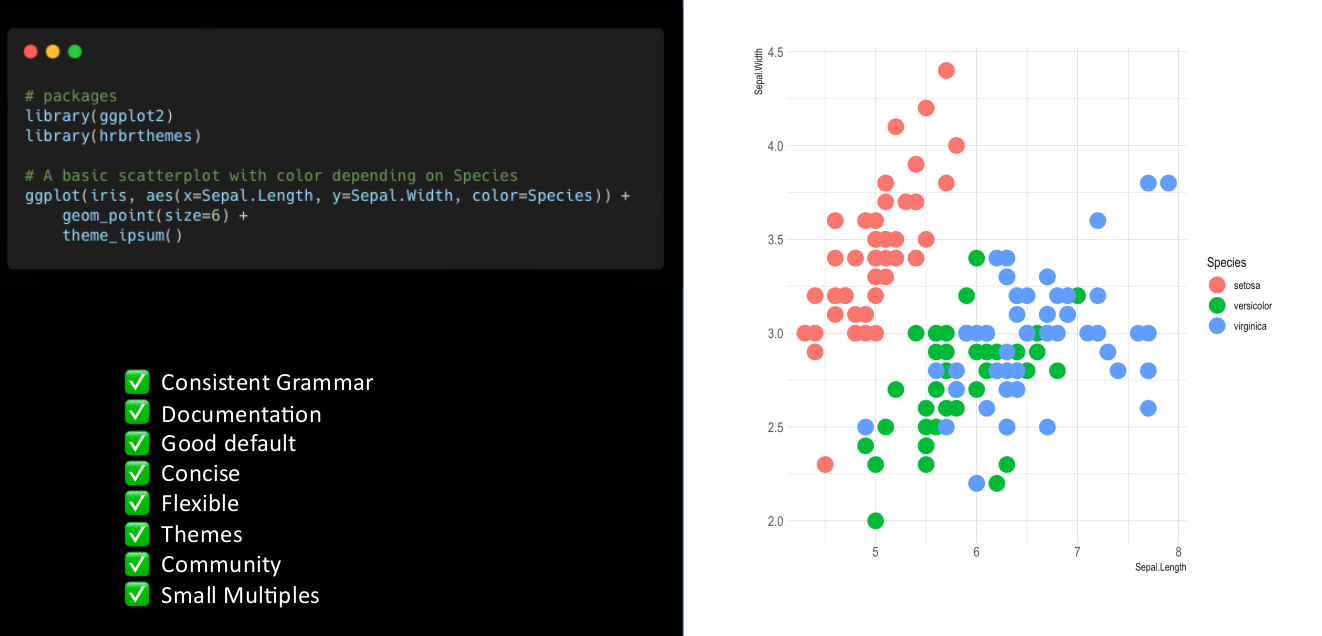 # packages
library(ggplot2)
library(hrbrthemes)
# A basic scatterplot with color depending on Species
ggplot(iris, aes(x=Sepal.Length, y=Sepal.Width, color=Species)) +
    geom_point(size=6) +
    theme_ipsum()
Consistent Grammar
Documentation
Good default
Concise
Flexible
Themes
Community
Small Multiples
Sepal.Width
4.5
4.0
3.5
3.0
2.5
2.0
5 6 7 8
Sepal.Length
Species
setosa
versicolor
virginica